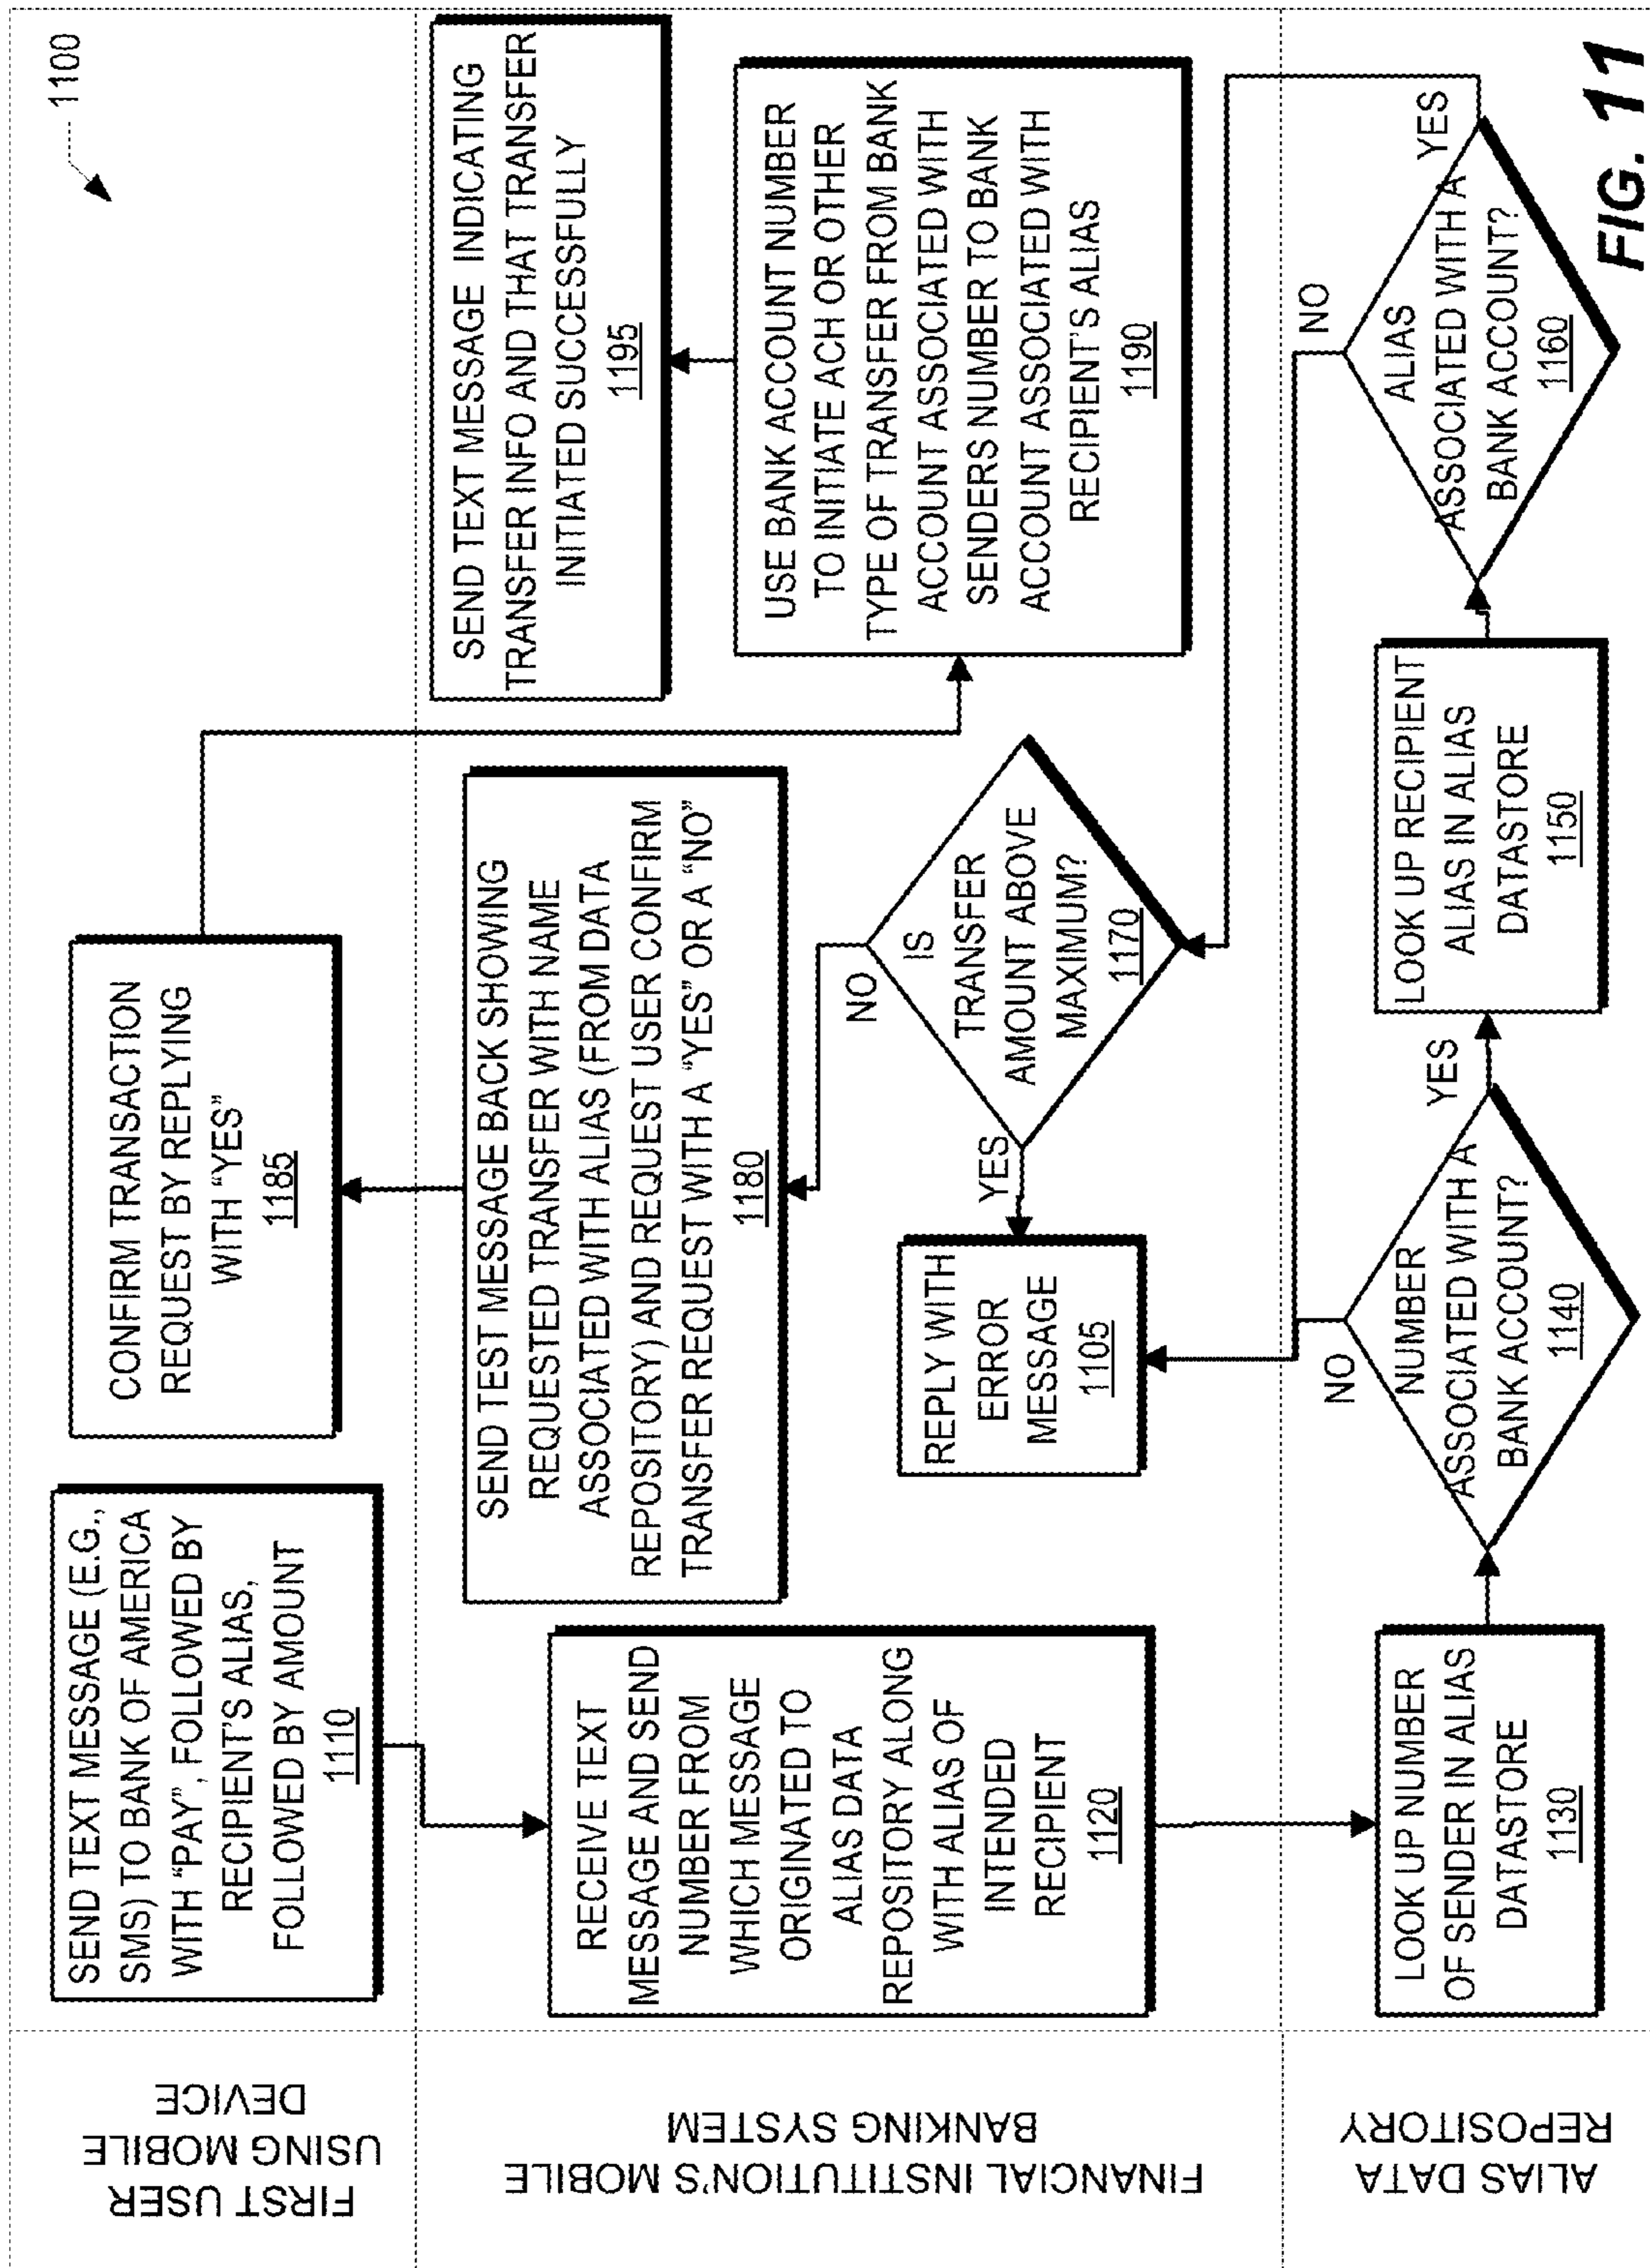 1100
FIRST USER
USING MOBILE
DEVICE
SEND TEXT MESSAGE (E.G.,
SMS) TO BANK OF AMERICA
WITH "PAY", FOLLOWED BY
RECIPIENT'S ALIAS,
FOLLOWED BY AMOUNT
1110
CONFIRM TRANSACTION
REQUEST BY REPLYING
WITH "YES"
1185
FINANCIAL INSTITUTION'S MOBILE
BANKING SYSTEM
RECEIVE TEXT
MESSAGE AND SEND
NUMBER FROM
WHICH MESSAGE
ORIGINATED TO
ALIAS DATA
REPOSITORY ALONG
WITH ALIAS OF
INTENDED
RECIPIENT
1120
SEND TEST MESSAGE BACK SHOWING
REQUESTED TRANSFER WITH NAME
ASSOCIATED WITH ALIAS (FROM DATA
REPOSITORY) AND REQUEST USER CONFIRM
TRANSFER REQUEST WITH A "YES" OR A "NO"
1180
SEND TEXT MESSAGE INDICATING
TRANSFER INFO AND THAT TRANSFER
INITIATED SUCCESSFULLY
1195
REPLY WITH
ERROR
MESSAGE
1105
YES
NO
IS
TRANSFER
AMOUNT ABOVE
MAXIMUM?
1170
USE BANK ACCOUNT NUMBER
TO INITIATE ACH OR OTHER
TYPE OF TRANSFER FROM BANK
ACCOUNT ASSOCIATED WITH
SENDERS NUMBER TO BANK
ACCOUNT ASSOCIATED WITH
RECIPIENT'S ALIAS
1190
ALIAS DATA
REPOSITORY
LOOK UP NUMBER
OF SENDER IN ALIAS
DATASTORE
1130
NO
NUMBER
ASSOCIATED WITH A
BANK ACCOUNT?
1140
YES
LOOK UP RECIPIENT
ALIAS IN ALIAS
DATASTORE
1150
NO
ALIAS
ASSOCIATED WITH A
BANK ACCOUNT?
1160
YES
FIG. 11